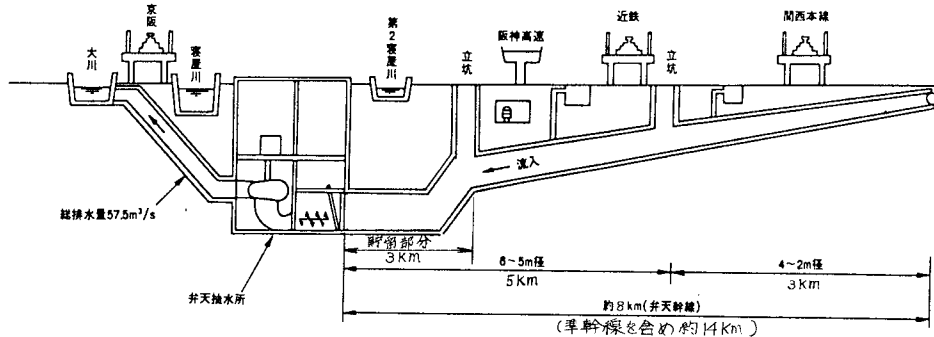 京阪
大川
寝屋川
第2寝屋川
立坑
阪神高速
近鉄
立坑
関西本線
流入
総排水量57.5m³/s
弁天抽水所
貯留部分
3Km
6~5m径
5Km
4~2m径
3Km
約8km(弁天幹線)
(準幹線を含め約14Km)